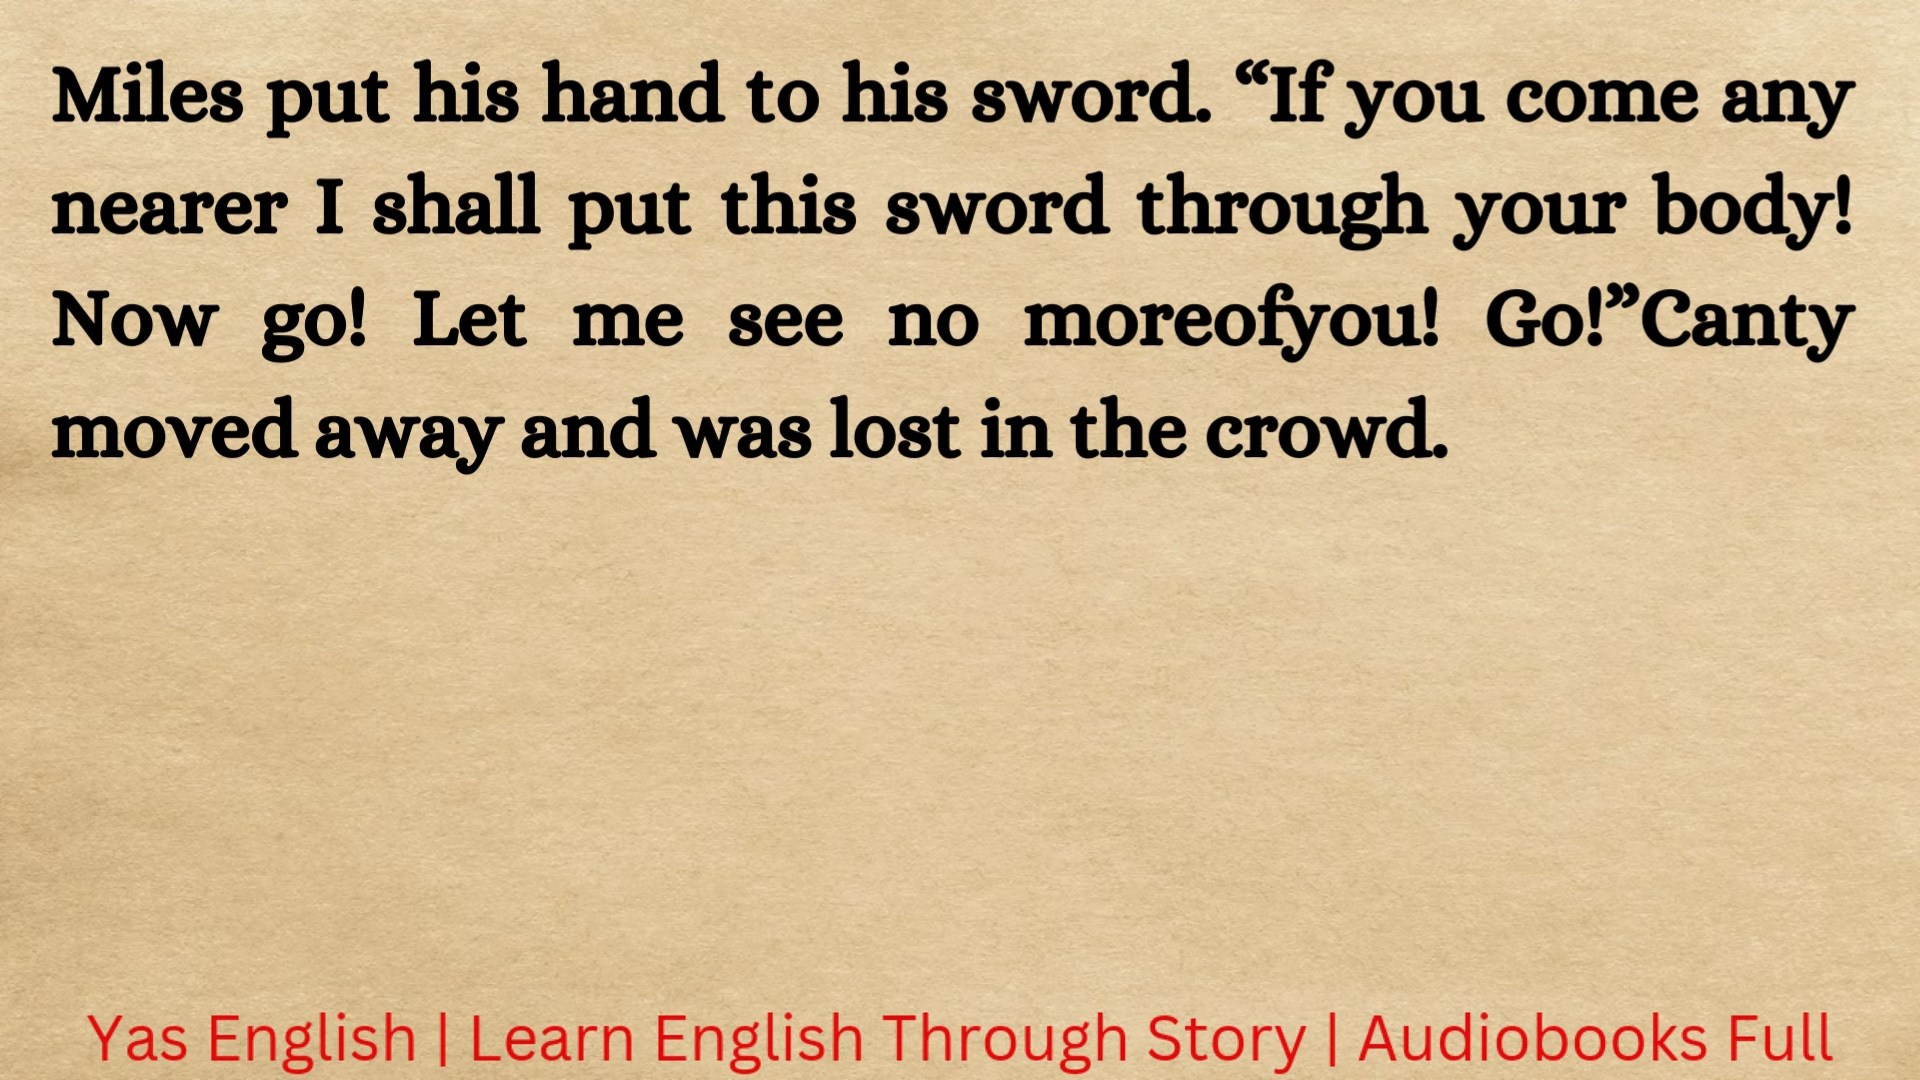 Miles put his hand to his sword. “If you come any
nearer I shall put this sword through your body!
Now go! Let me see no moreofyou! Go!”Canty
moved away and was lost in the crowd.
Yas English | Learn English Through Story | Audiobooks Full